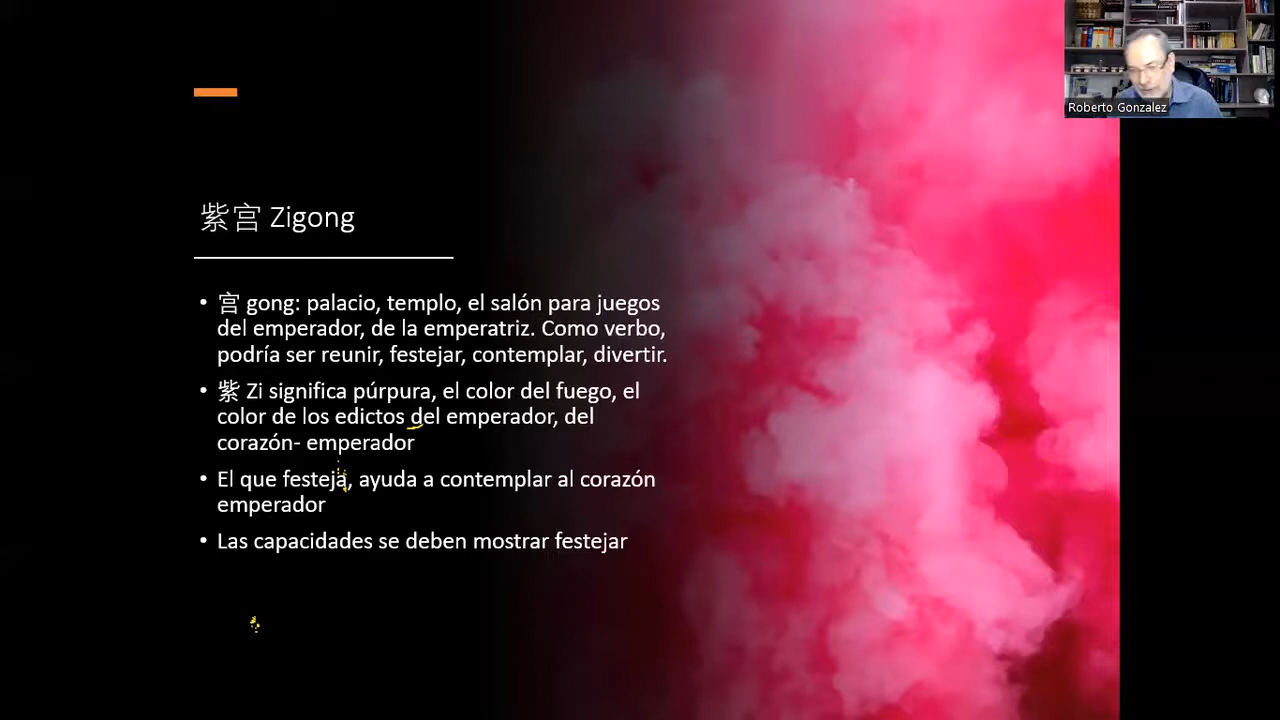 Roberto Gonzalez
紫宫 Zigong
• 宫 gong: palacio, templo, el salón para juegos
del emperador, de la emperatriz. Como verbo,
podría ser reunir, festejar, contemplar, divertir.
• 紫 Zi significa púrpura, el color del fuego, el
color de los edictos del emperador, del
corazón- emperador
• El que festeja, ayuda a contemplar al corazón
emperador
• Las capacidades se deben mostrar festejar